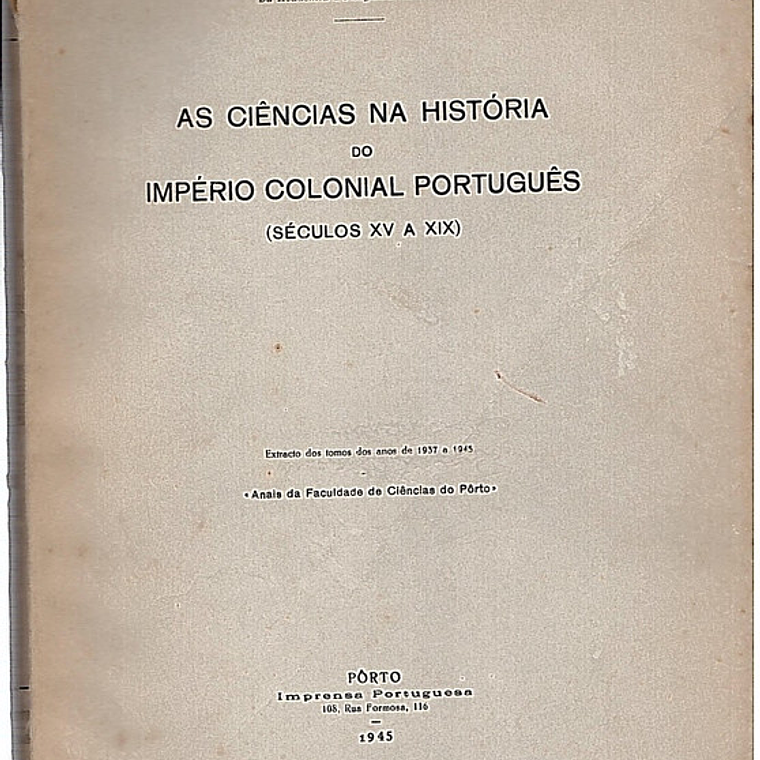 AS CIÊNCIAS NA HISTÓRIA
DO
IMPÉRIO COLONIAL PORTUGUÊS
(SÉCULOS XV A XIX)
Extracto dos tomos dos anos de 1937 a 1945
«Anais da Faculdade de Ciências do Pôrto»
PÔRTO
Imprensa Portuguesa
108, Rua Formosa, 116
1945